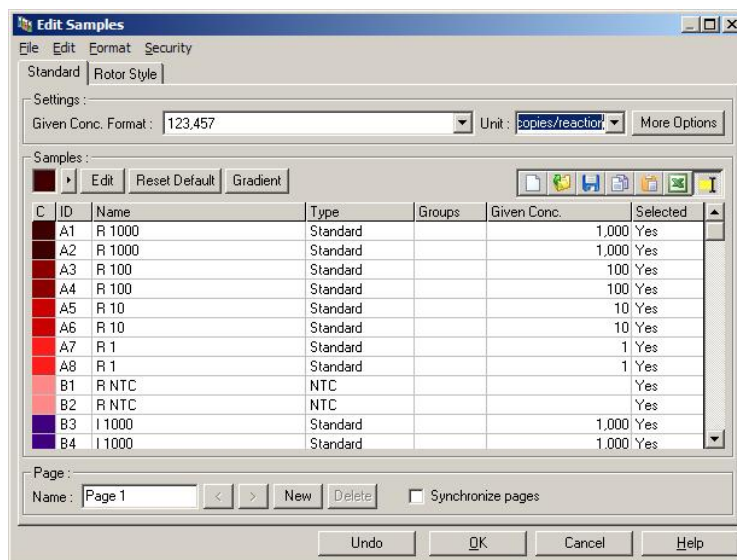 Edit Samples
File Edit Format Security
Standard Rotor Style
Settings :
Given Conc. Format : 123,457 Unit : copies/reaction More Options
Samples :
Edit Reset Default Gradient
C ID Name Type Groups Given Conc. Selected
A1 R 1000 Standard 1,000 Yes
A2 R 1000 Standard 1,000 Yes
A3 R 100 Standard 100 Yes
A4 R 100 Standard 100 Yes
A5 R 10 Standard 10 Yes
A6 R 10 Standard 10 Yes
A7 R 1 Standard 1 Yes
A8 R 1 Standard 1 Yes
B1 R NTC NTC Yes
B2 R NTC NTC Yes
B3 I 1000 Standard 1,000 Yes
B4 I 1000 Standard 1,000 Yes
Page :
Name : Page 1 < > New Delete Synchronize pages
Undo OK Cancel Help